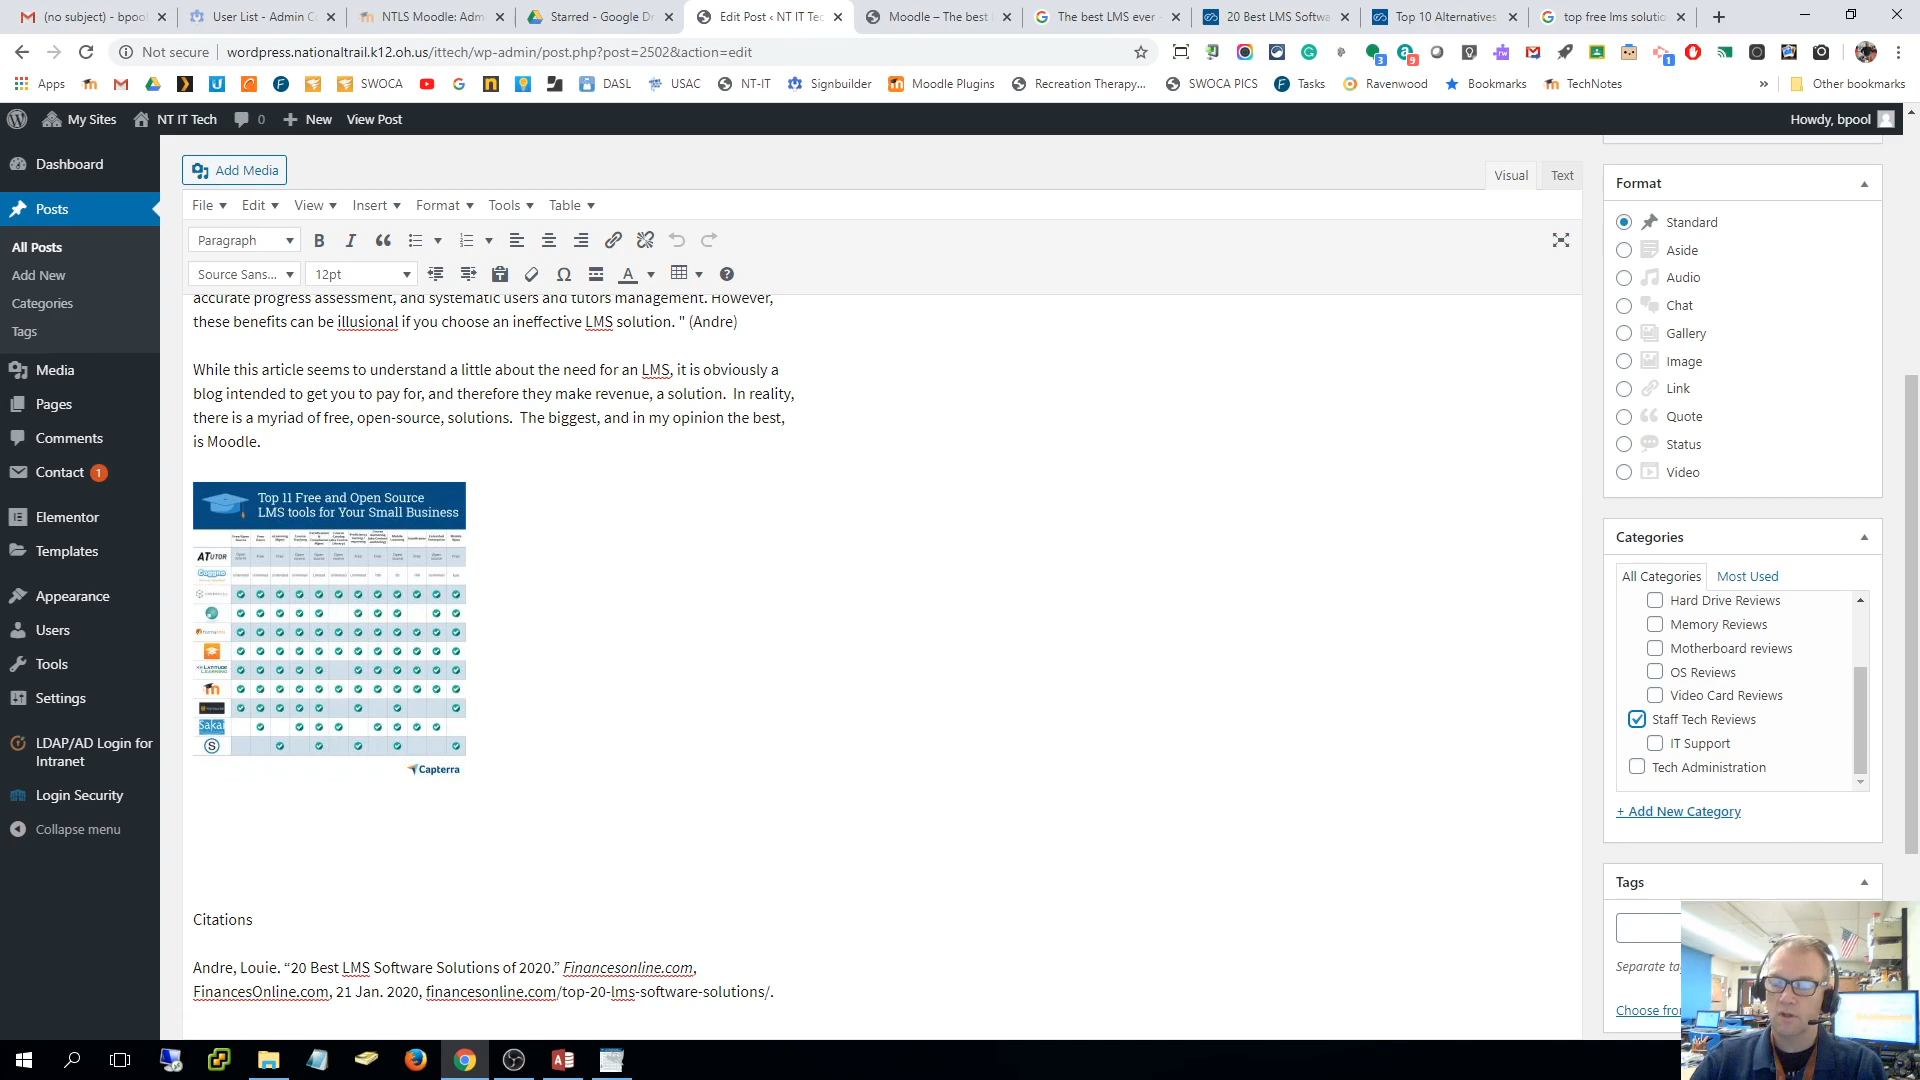 (no subject) - bpool
User List - Admin C
NTLS Moodle: Adm
Starred - Google Dr
Edit Post ‹ NT IT Tec
Moodle – The best
The best LMS ever -
20 Best LMS Softwa
Top 10 Alternatives
top free lms solutio
Not secure
wordpress.nationaltrail.k12.oh.us/ittech/wp-admin/post.php?post=2502&action=edit
3
9
1
Apps
SWOCA
DASL
USAC
NT-IT
Signbuilder
Moodle Plugins
Recreation Therapy...
SWOCA PICS
Tasks
Ravenwood
Bookmarks
TechNotes
»
Other bookmarks
My Sites
NT IT Tech
0
New
View Post
Howdy, bpool
Dashboard
Posts
All Posts
Add New
Categories
Tags
Media
Pages
Comments
Contact 1
Elementor
Templates
Appearance
Users
Tools
Settings
LDAP/AD Login for
Intranet
Login Security
Collapse menu
Add Media
Visual
Text
File
Edit
View
Insert
Format
Tools
Table
Paragraph
Source Sans...
12pt
accurate progress assessment, and systematic users and tutors management. However,
these benefits can be illusional if you choose an ineffective LMS solution. " (Andre)
While this article seems to understand a little about the need for an LMS, it is obviously a
blog intended to get you to pay for, and therefore they make revenue, a solution.  In reality,
there is a myriad of free, open-source, solutions.  The biggest, and in my opinion the best,
is Moodle.
Top 11 Free and Open Source
LMS tools for Your Small Business
ATUTOR
Coggno
LATITUDE
LEARNING
Sakai
Capterra
Citations
Andre, Louie. “20 Best LMS Software Solutions of 2020.” Financesonline.com,
FinancesOnline.com, 21 Jan. 2020, financesonline.com/top-20-lms-software-solutions/.
Format
Standard
Aside
Audio
Chat
Gallery
Image
Link
Quote
Status
Video
Categories
All Categories
Most Used
Hard Drive Reviews
Memory Reviews
Motherboard reviews
OS Reviews
Video Card Reviews
Staff Tech Reviews
IT Support
Tech Administration
+ Add New Category
Tags
Separate ta
Choose fro